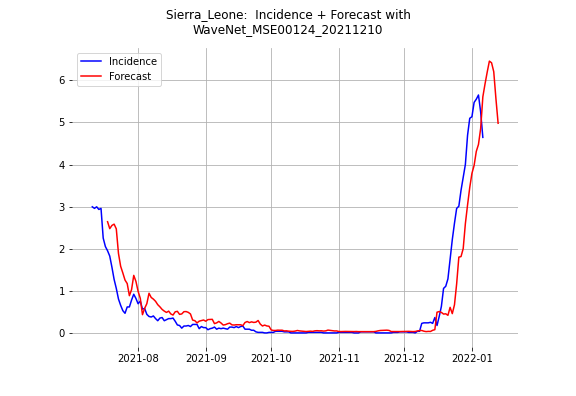 Sierra_Leone:  Incidence + Forecast with
WaveNet_MSE00124_20211210
Incidence
Forecast
6
5
4
3
2
1
0
2021-08 2021-09 2021-10 2021-11 2021-12 2022-01